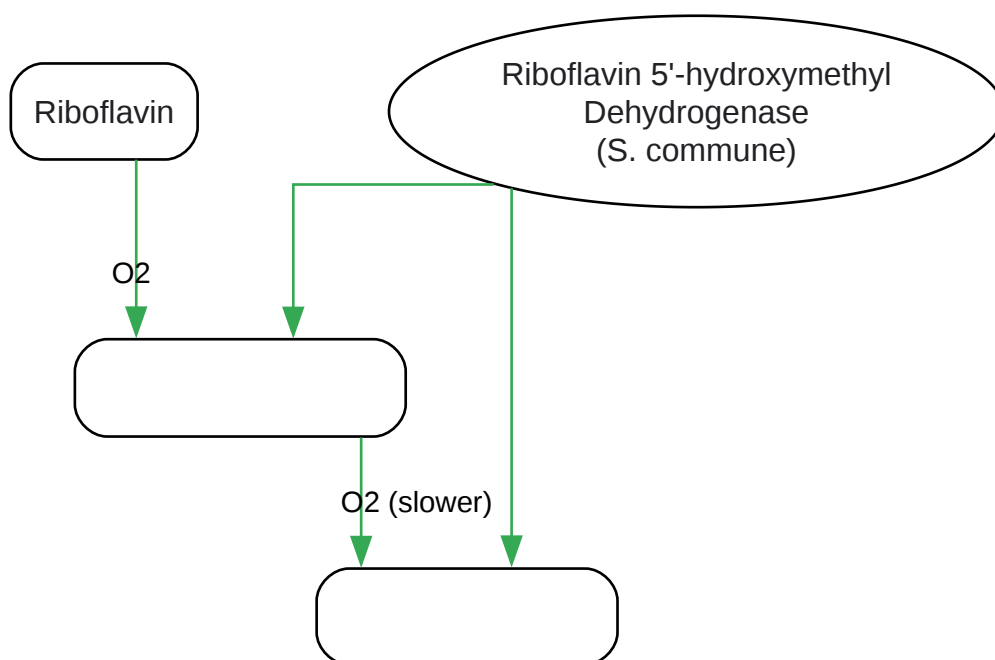 Riboflavin
Riboflavin 5'-hydroxymethyl
Dehydrogenase
(S. commune)
O2
O2 (slower)